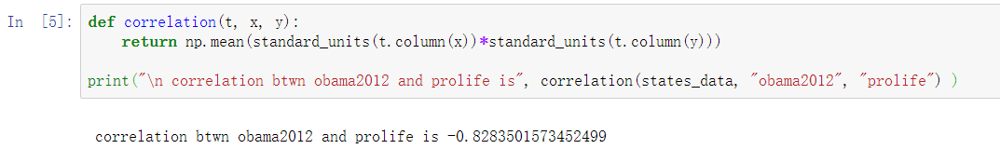 In [5]: def correlation(t, x, y):
    return np.mean(standard_units(t.column(x))*standard_units(t.column(y)))
print("\n correlation btwn obama2012 and prolife is", correlation(states_data, "obama2012", "prolife") )
correlation btwn obama2012 and prolife is -0.8283501573452499